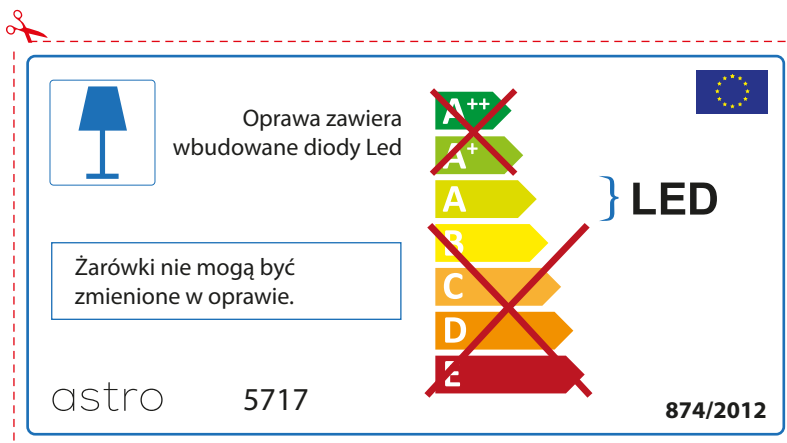 Oprawa zawiera
wbudowane diody Led
A++
A+
A
B
C
D
E
LED
Żarówki nie mogą być
zmienione w oprawie.
astro
5717
874/2012